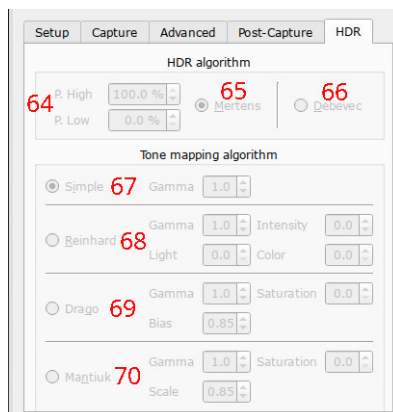 Setup Capture Advanced Post-Capture HDR
HDR algorithm
64 P. High 100.0 % 65 Mertens 66 Debevec
P. Low 0.0 %
Tone mapping algorithm
Simple 67 Gamma 1.0
Reinhard 68 Gamma 1.0 Intensity 0.0
Light 0.0 Color 0.0
Drago 69 Gamma 1.0 Saturation 0.0
Bias 0.85
Mantiuk 70 Gamma 1.0 Saturation 0.0
Scale 0.85